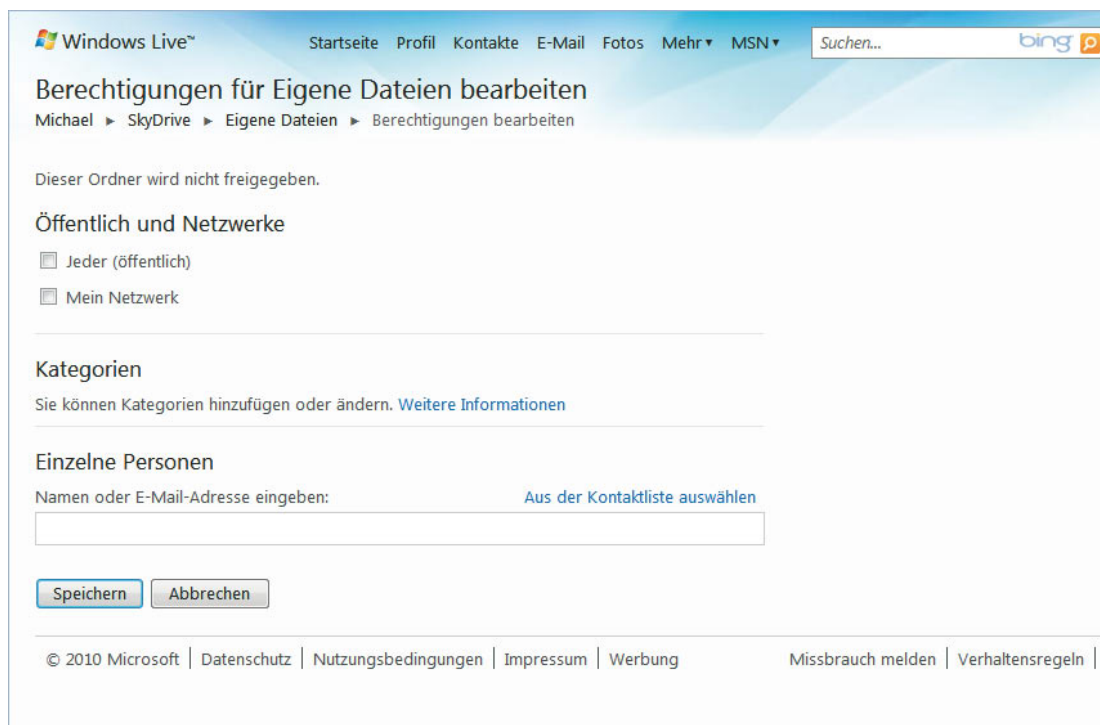 Windows Live™ Startseite Profil Kontakte E-Mail Fotos Mehr▼ MSN▼ Suchen... bing
Berechtigungen für Eigene Dateien bearbeiten
Michael ► SkyDrive ► Eigene Dateien ► Berechtigungen bearbeiten
Dieser Ordner wird nicht freigegeben.
Öffentlich und Netzwerke
Jeder (öffentlich)
Mein Netzwerk
Kategorien
Sie können Kategorien hinzufügen oder ändern. Weitere Informationen
Einzelne Personen
Namen oder E-Mail-Adresse eingeben: Aus der Kontaktliste auswählen
Speichern Abbrechen
© 2010 Microsoft | Datenschutz | Nutzungsbedingungen | Impressum | Werbung Missbrauch melden | Verhaltensregeln |